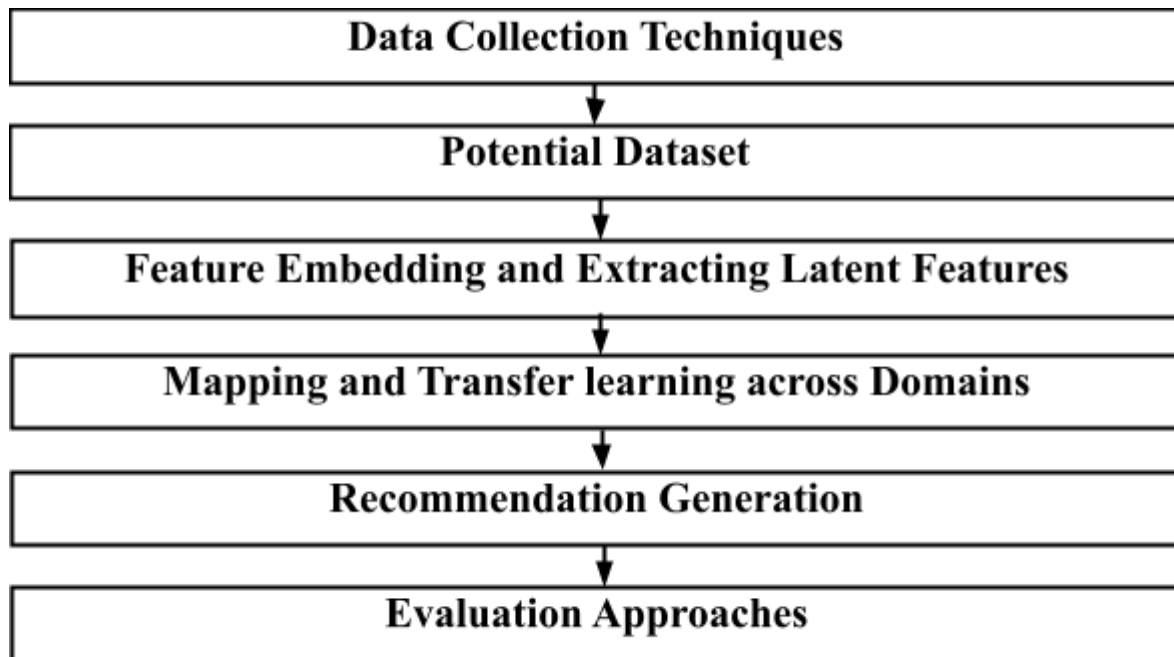 Data Collection Techniques
Potential Dataset
Feature Embedding and Extracting Latent Features
Mapping and Transfer learning across Domains
Recommendation Generation
Evaluation Approaches